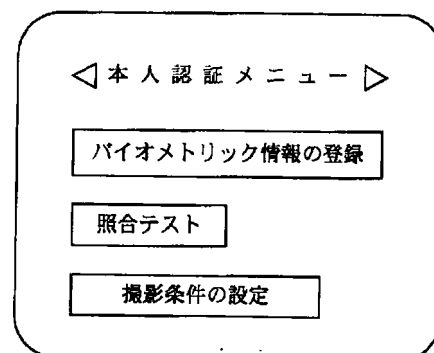 ◁本人認証メニュー▷
バイオメトリック情報の登録
照合テスト
撮影条件の設定